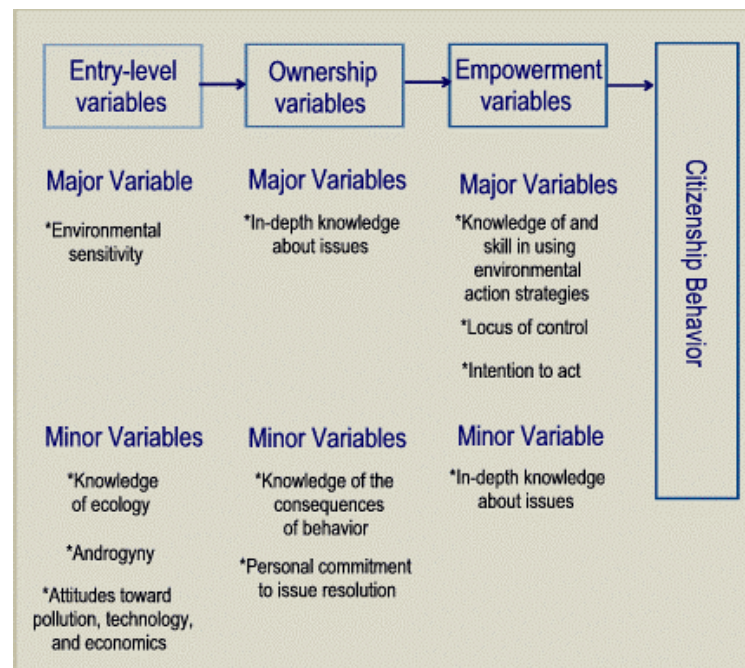 Entry-level
variables
Ownership
variables
Empowerment
variables
Citizenship Behavior
Major Variable
*Environmental
sensitivity
Major Variables
*In-depth knowledge
about issues
Major Variables
*Knowledge of and
skill in using
environmental
action strategies
*Locus of control
*Intention to act
Minor Variables
*Knowledge
of ecology
*Androgyny
*Attitudes toward
pollution, technology,
and economics
Minor Variables
*Knowledge of the
consequences
of behavior
*Personal commitment
to issue resolution
Minor Variable
*In-depth knowledge
about issues